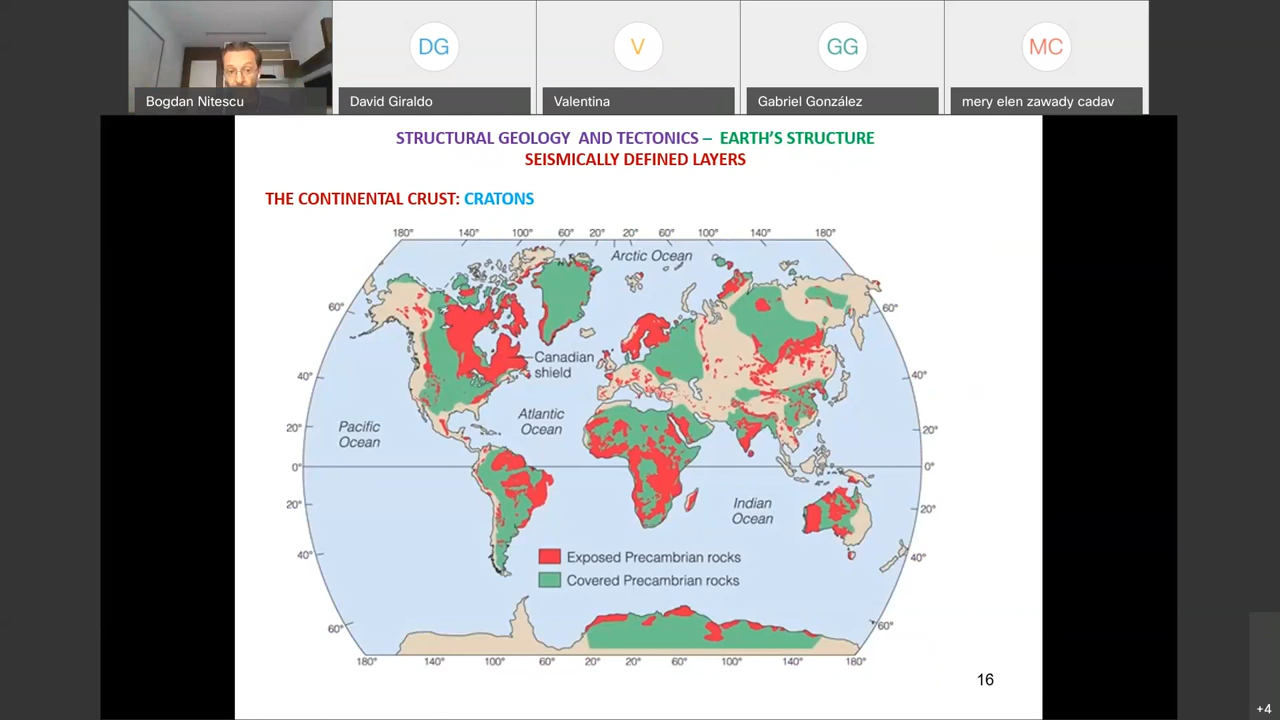 DG
V
GG
MC
Bogdan Nitescu
David Giraldo
Valentina
Gabriel González
mery elen zawady cadav
STRUCTURAL GEOLOGY AND TECTONICS – EARTH'S STRUCTURE
SEISMICALLY DEFINED LAYERS
THE CONTINENTAL CRUST: CRATONS
180° 140° 100° 60° 20° 20° 60° 100° 140° 180°
Arctic Ocean
60° 60°
Canadian
shield
40° 40°
Atlantic
Ocean
Pacific
Ocean
20° 20°
0° 0°
Indian
Ocean
20° 20°
40° 40°
Exposed Precambrian rocks
Covered Precambrian rocks
60° 60°
180° 140° 100° 60° 20° 20° 60° 100° 140° 180°
16
+4